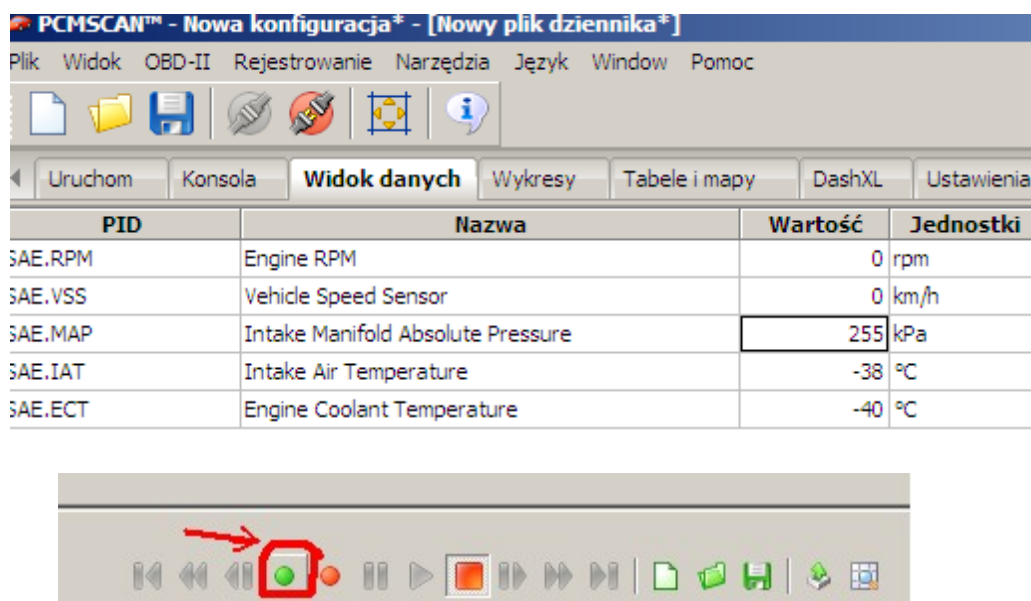 PCMSCAN™ - Nowa konfiguracja* - [Nowy plik dziennika*]
Plik Widok OBD-II Rejestrowanie Narzędzia Język Window Pomoc
Uruchom Konsola Widok danych Wykresy Tabele i mapy DashXL Ustawienia
PID Nazwa Wartość Jednostki
SAE.RPM Engine RPM 0 rpm
SAE.VSS Vehicle Speed Sensor 0 km/h
SAE.MAP Intake Manifold Absolute Pressure 255 kPa
SAE.IAT Intake Air Temperature -38 °C
SAE.ECT Engine Coolant Temperature -40 °C